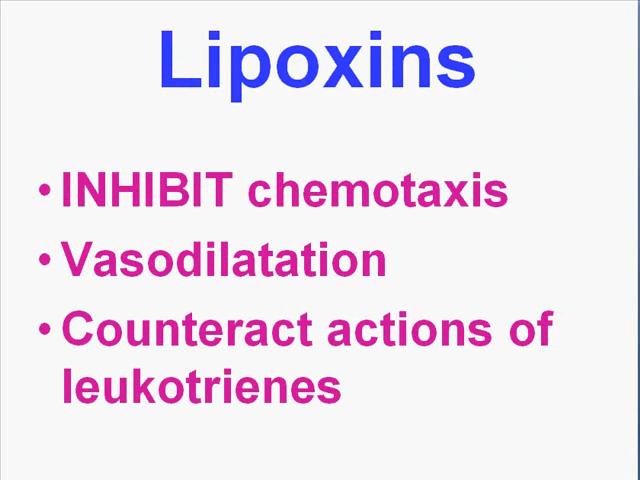 Lipoxins
• INHIBIT chemotaxis
• Vasodilatation
• Counteract actions of
leukotrienes